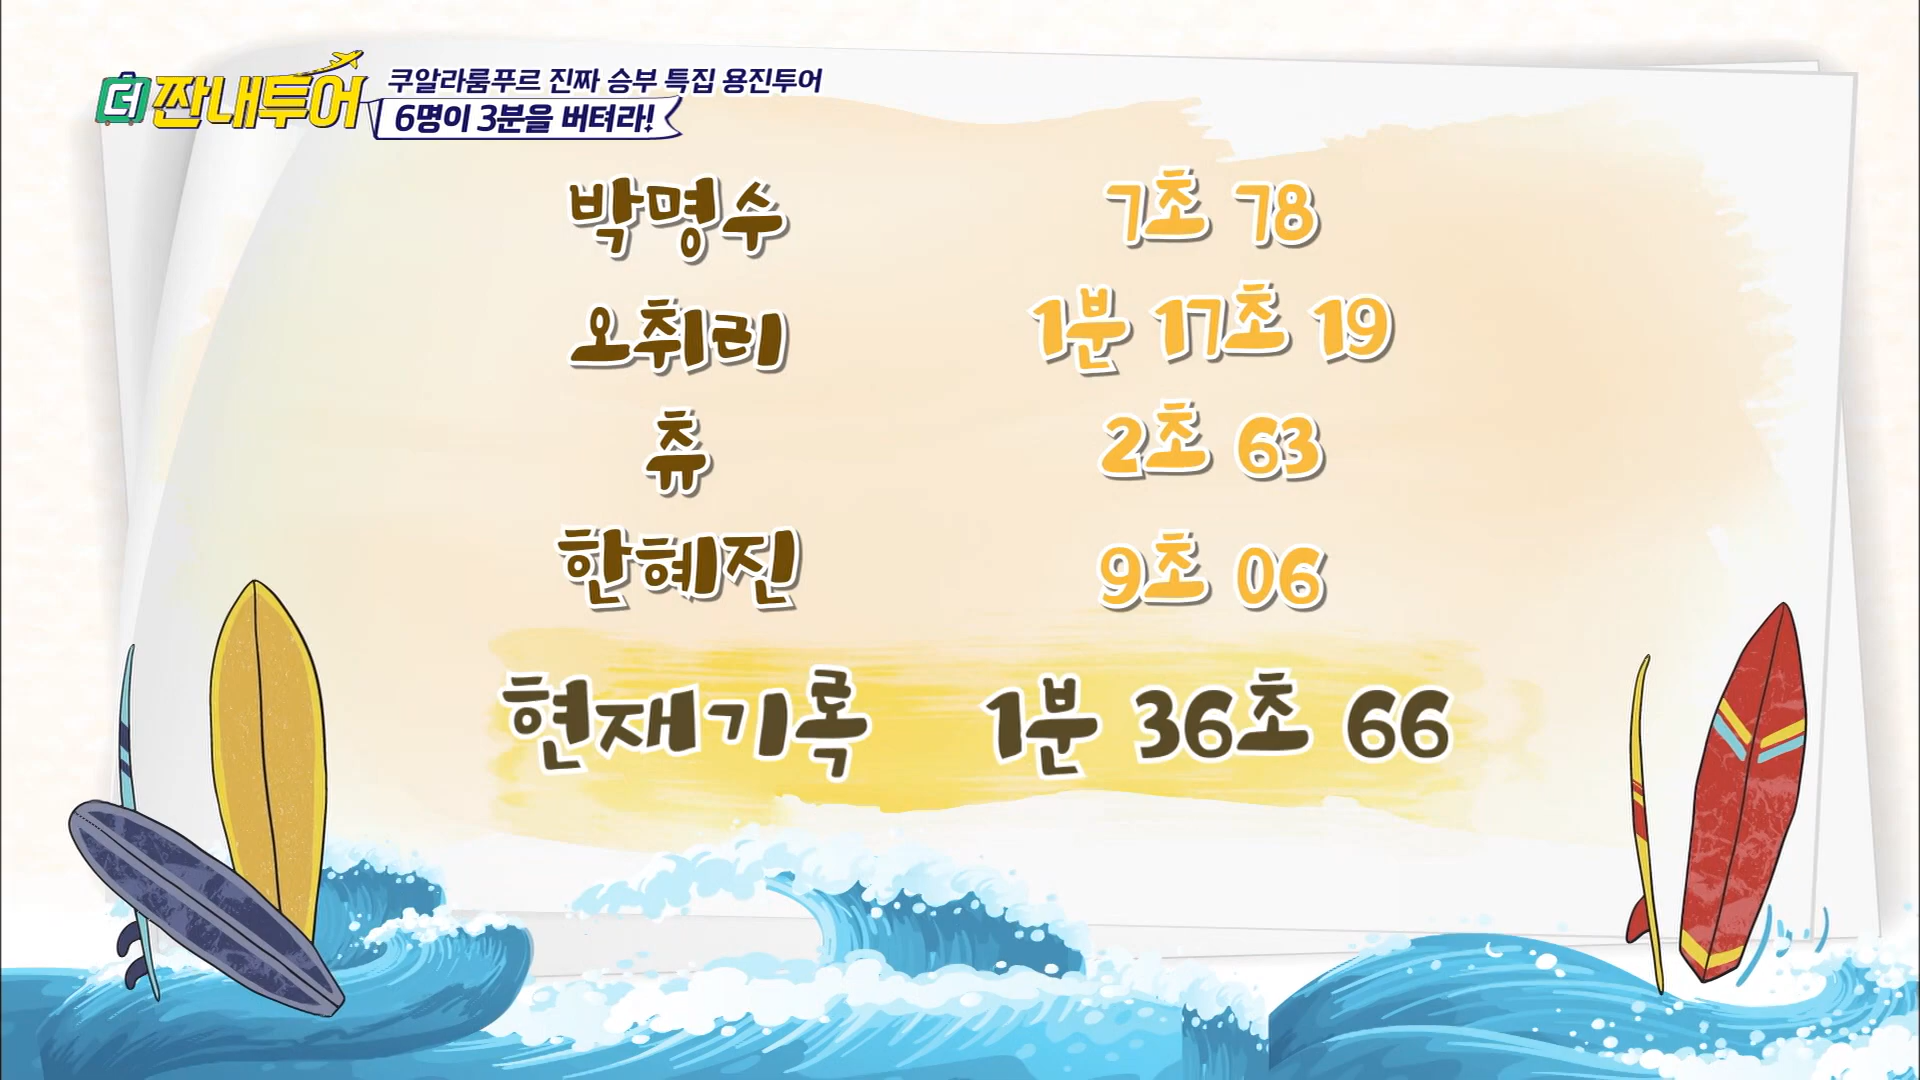 더 짠내투어
쿠알라룸푸르 진짜 승부 특집 용진투어
6명이 3분을 버텨라!
박명수 7초 78
오취리 1분 17초 19
츄 2초 63
한혜진 9초 06
현재기록 1분 36초 66